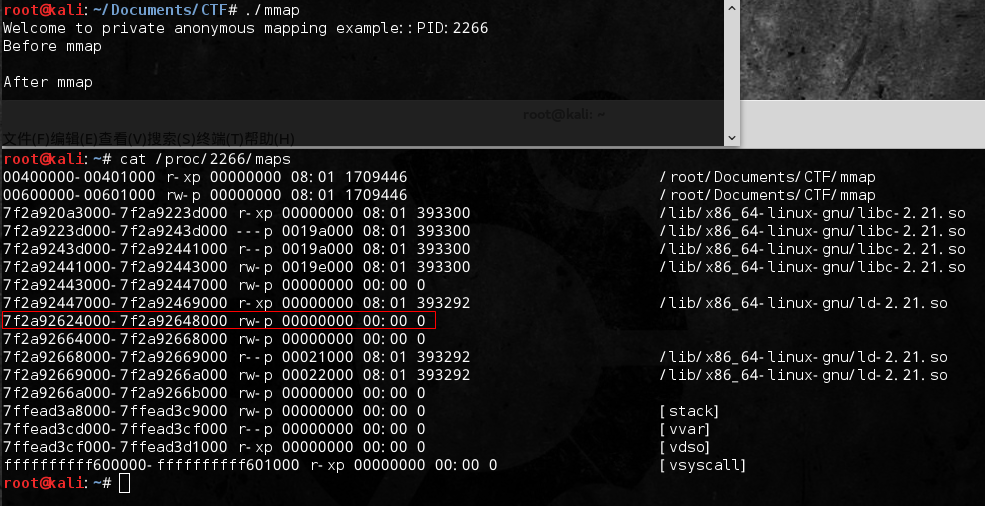 root@kali:~/Documents/CTF# ./mmap
Welcome to private anonymous mapping example::PID:2266
Before mmap
After mmap
root@kali: ~
文件(F)编辑(E)查看(V)搜索(S)终端(T)帮助(H)
root@kali:~# cat /proc/2266/maps
00400000-00401000 r-xp 00000000 08:01 1709446 /root/Documents/CTF/mmap
00600000-00601000 rw-p 00000000 08:01 1709446 /root/Documents/CTF/mmap
7f2a920a3000-7f2a9223d000 r-xp 00000000 08:01 393300 /lib/x86_64-linux-gnu/libc-2.21.so
7f2a9223d000-7f2a9243d000 ---p 0019a000 08:01 393300 /lib/x86_64-linux-gnu/libc-2.21.so
7f2a9243d000-7f2a92441000 r--p 0019a000 08:01 393300 /lib/x86_64-linux-gnu/libc-2.21.so
7f2a92441000-7f2a92443000 rw-p 0019e000 08:01 393300 /lib/x86_64-linux-gnu/libc-2.21.so
7f2a92443000-7f2a92447000 rw-p 00000000 00:00 0
7f2a92447000-7f2a92469000 r-xp 00000000 08:01 393292 /lib/x86_64-linux-gnu/ld-2.21.so
7f2a92624000-7f2a92648000 rw-p 00000000 00:00 0
7f2a92664000-7f2a92668000 rw-p 00000000 00:00 0
7f2a92668000-7f2a92669000 r--p 00021000 08:01 393292 /lib/x86_64-linux-gnu/ld-2.21.so
7f2a92669000-7f2a9266a000 rw-p 00022000 08:01 393292 /lib/x86_64-linux-gnu/ld-2.21.so
7f2a9266a000-7f2a9266b000 rw-p 00000000 00:00 0
7ffead3a8000-7ffead3c9000 rw-p 00000000 00:00 0 [stack]
7ffead3cd000-7ffead3cf000 r--p 00000000 00:00 0 [vvar]
7ffead3cf000-7ffead3d1000 r-xp 00000000 00:00 0 [vdso]
ffffffffff600000-ffffffffff601000 r-xp 00000000 00:00 0 [vsyscall]
root@kali:~#